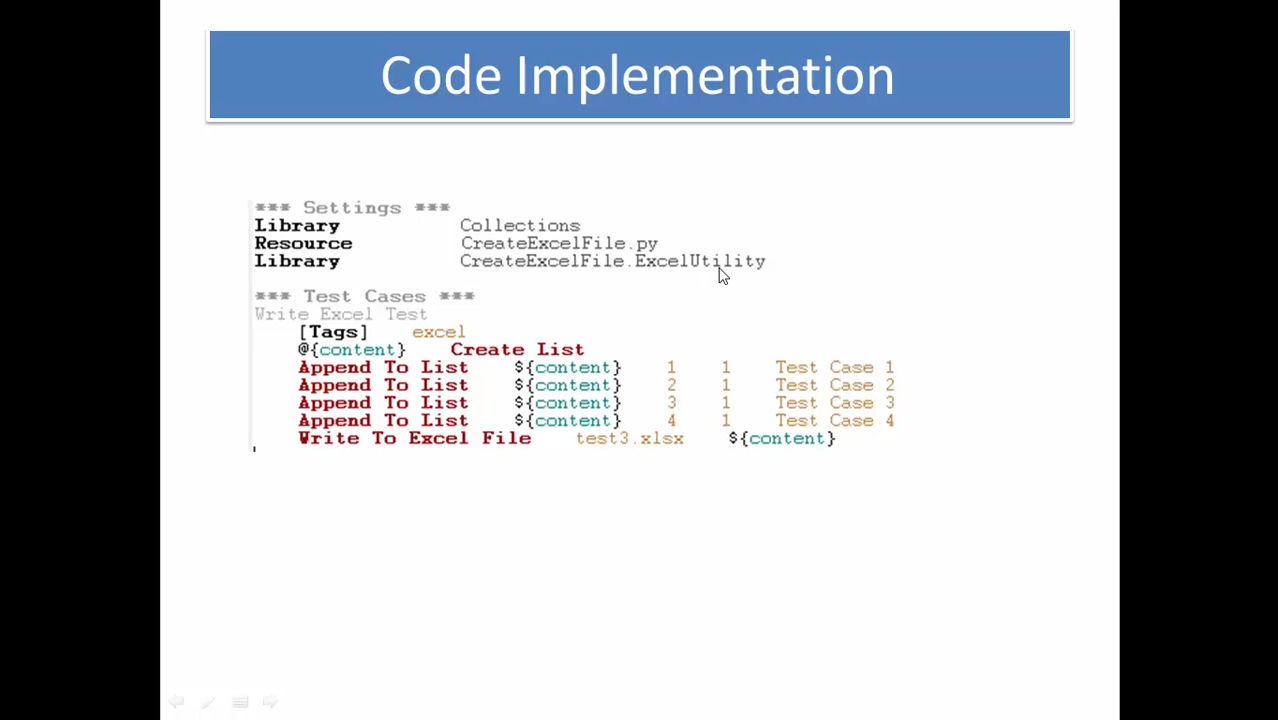 Code Implementation
*** Settings ***
Library Collections
Resource CreateExcelFile.py
Library CreateExcelFile.ExcelUtility
*** Test Cases ***
Write Excel Test
[Tags] excel
@{content} Create List
Append To List ${content} 1 1 Test Case 1
Append To List ${content} 2 1 Test Case 2
Append To List ${content} 3 1 Test Case 3
Append To List ${content} 4 1 Test Case 4
Write To Excel File test3.xlsx ${content}